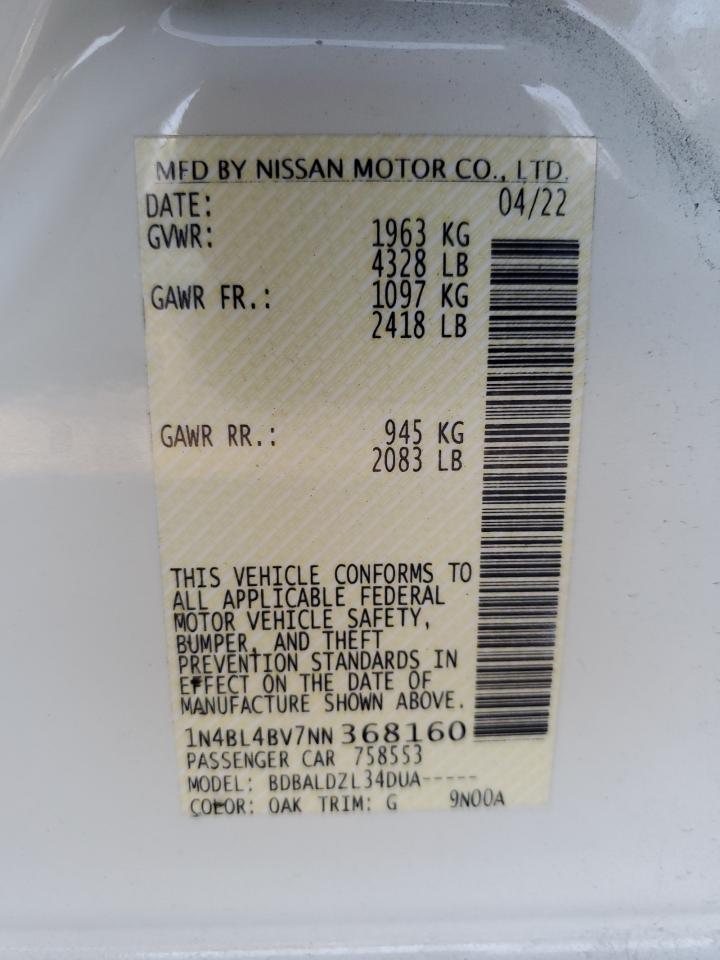 MFD BY NISSAN MOTOR CO., LTD.
DATE: 04/22
GVWR: 1963 KG
4328 LB
GAWR FR.: 1097 KG
2418 LB
GAWR RR.: 945 KG
2083 LB
THIS VEHICLE CONFORMS TO
ALL APPLICABLE FEDERAL
MOTOR VEHICLE SAFETY,
BUMPER, AND THEFT
PREVENTION STANDARDS IN
EFFECT ON THE DATE OF
MANUFACTURE SHOWN ABOVE.
1N4BL4BV7NN368160
PASSENGER CAR 758553
MODEL: BDBALDZL34DUA-----
COLOR: QAK TRIM: G 9N00A